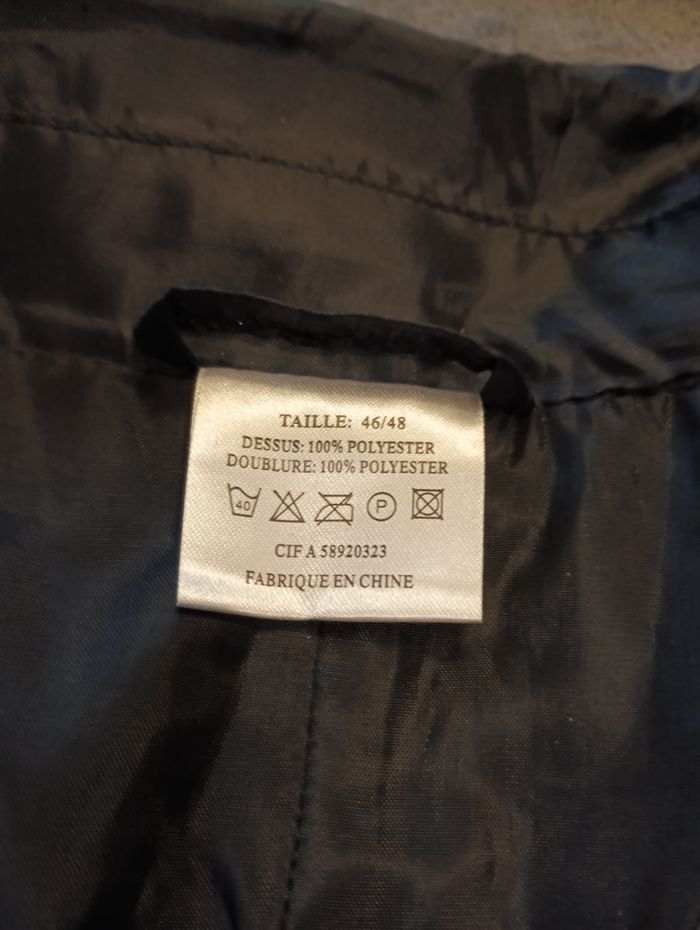 TAILLE: 46/48
DESSUS: 100% POLYESTER
DOUBLURE: 100% POLYESTER
40 P
CIF A 58920323
FABRIQUE EN CHINE